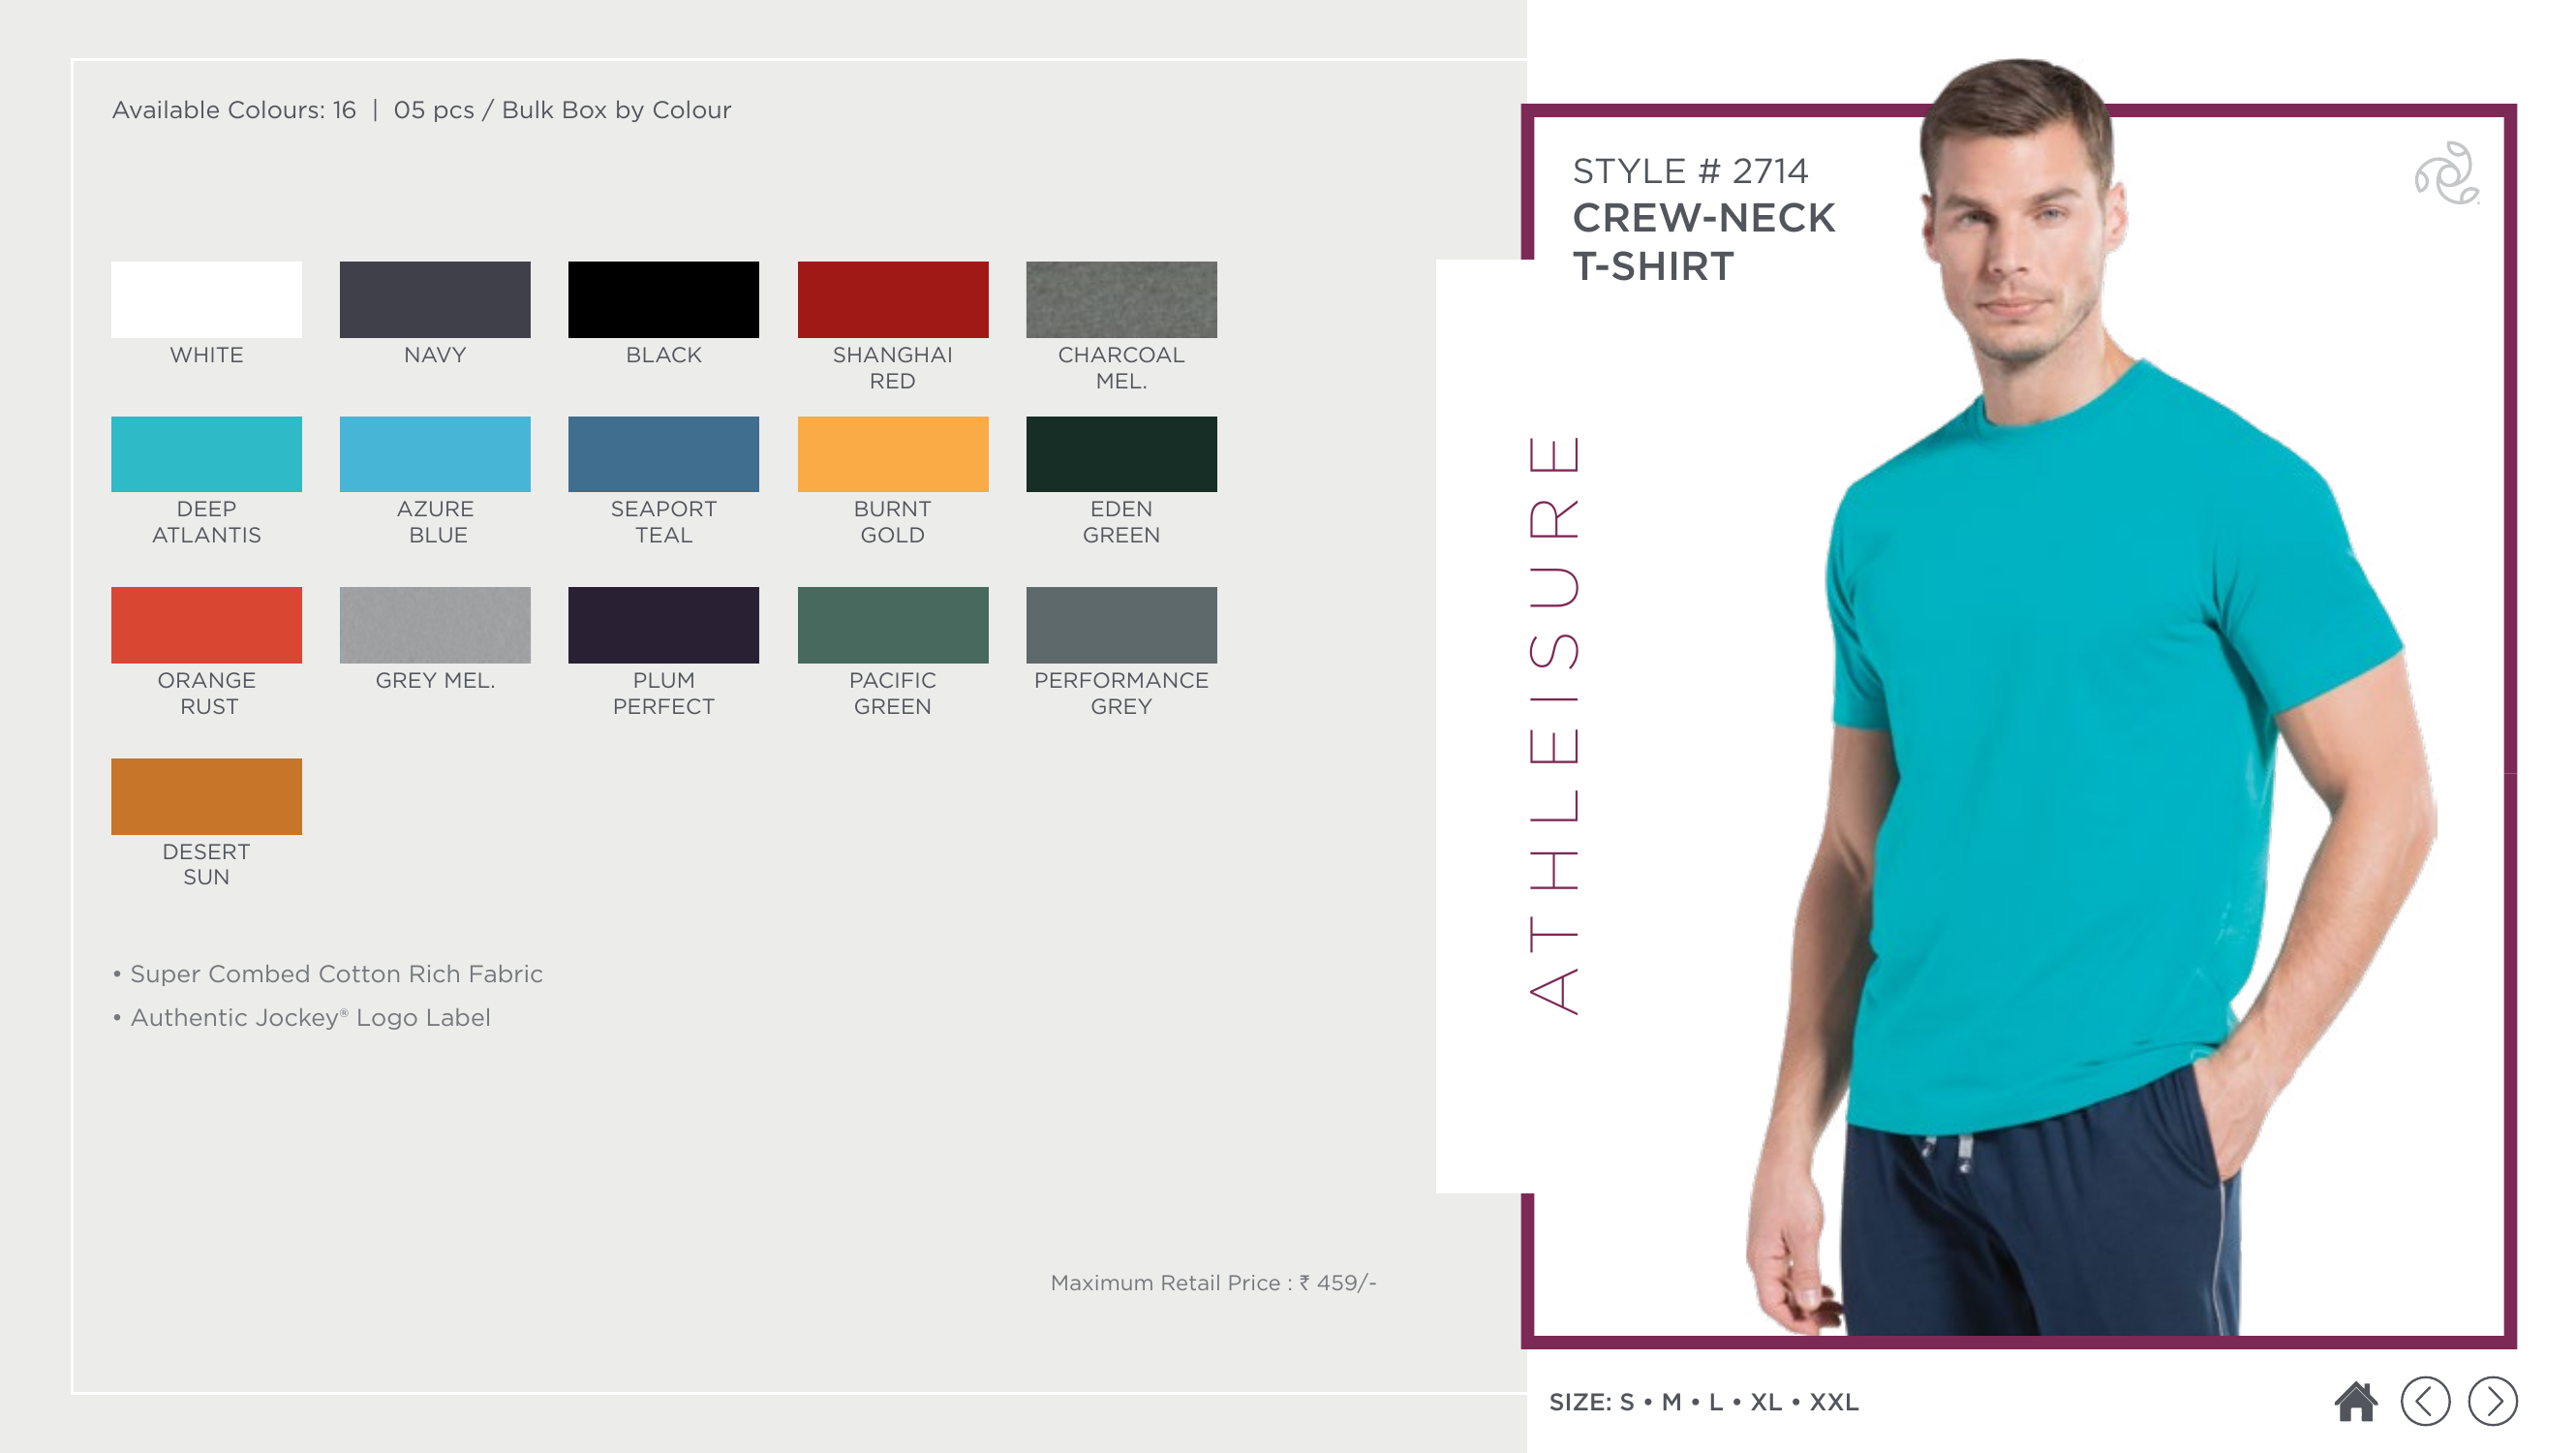 Available Colours: 16 | 05 pcs / Bulk Box by Colour
WHITE
NAVY
BLACK
SHANGHAI
RED
CHARCOAL
MEL.
DEEP
ATLANTIS
AZURE
BLUE
SEAPORT
TEAL
BURNT
GOLD
EDEN
GREEN
ORANGE
RUST
GREY MEL.
PLUM
PERFECT
PACIFIC
GREEN
PERFORMANCE
GREY
DESERT
SUN
• Super Combed Cotton Rich Fabric
• Authentic Jockey® Logo Label
Maximum Retail Price : ₹ 459/-
STYLE # 2714
CREW-NECK
T-SHIRT
ATHLEISURE
SIZE: S • M • L • XL • XXL